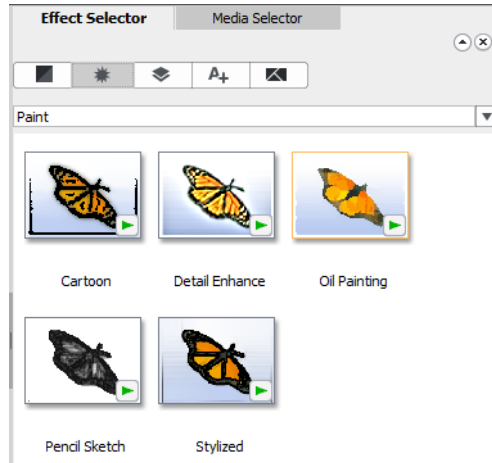 Effect Selector Media Selector
A+
Paint
Cartoon Detail Enhance Oil Painting
Pencil Sketch Stylized